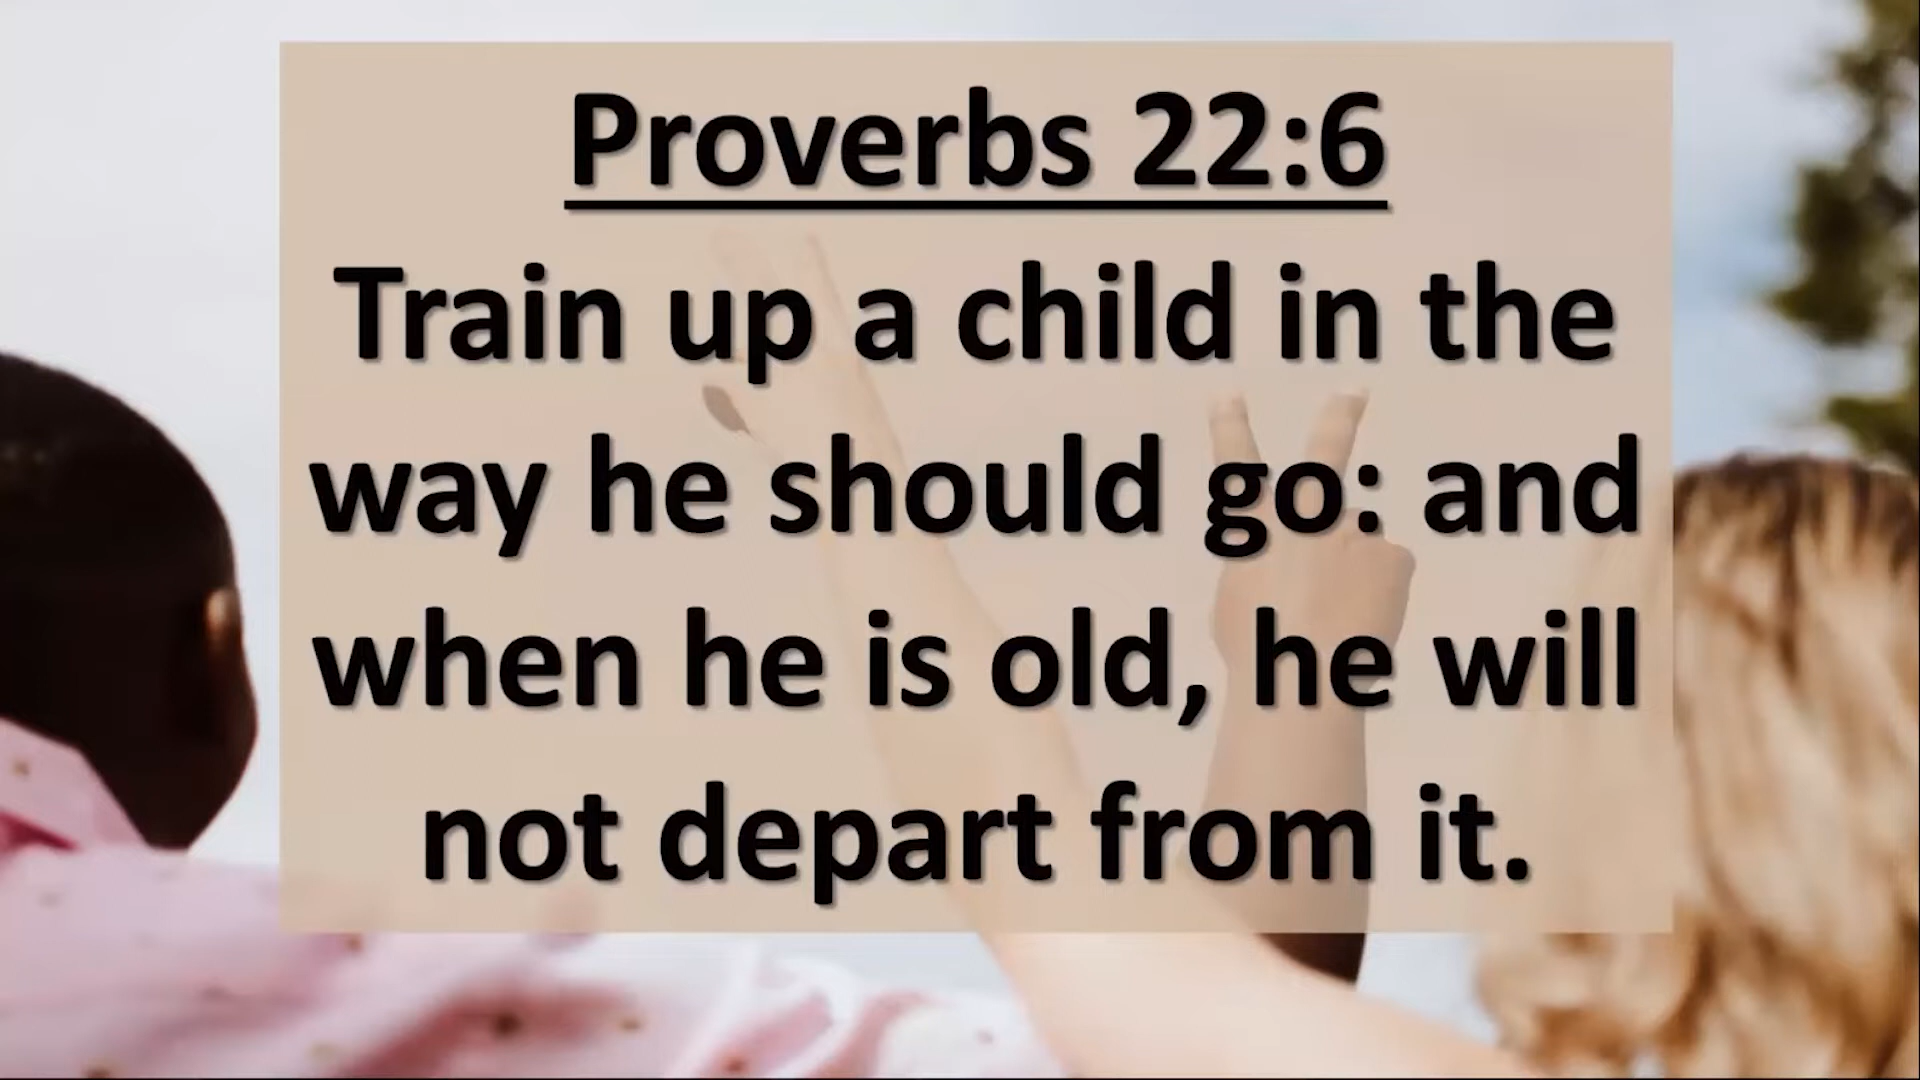 Proverbs 22:6
Train up a child in the
way he should go: and
when he is old, he will
not depart from it.